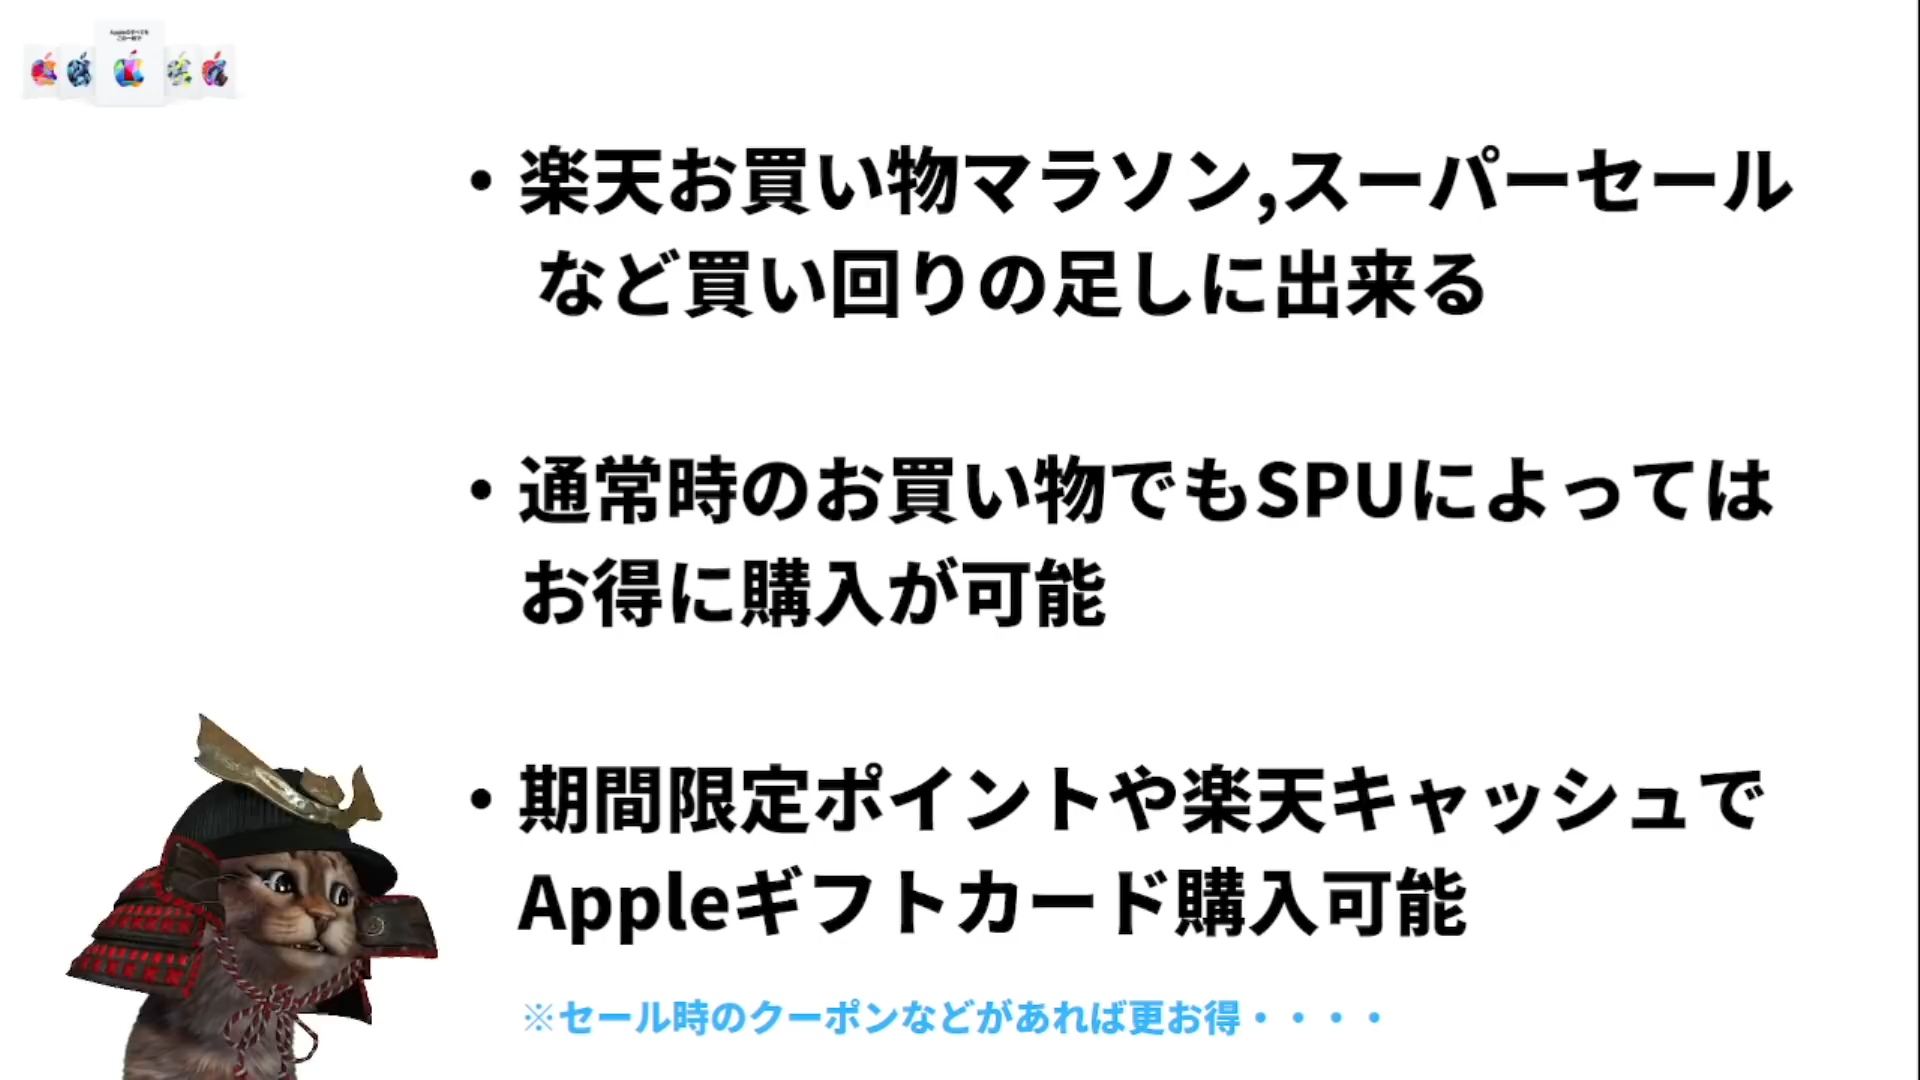 ・楽天お買い物マラソン,スーパーセール
など買い回りの足しに出来る
・通常時のお買い物でもSPUによっては
お得に購入が可能
・期間限定ポイントや楽天キャッシュで
Appleギフトカード購入可能
※セール時のクーポンなどがあれば更お得・・・・